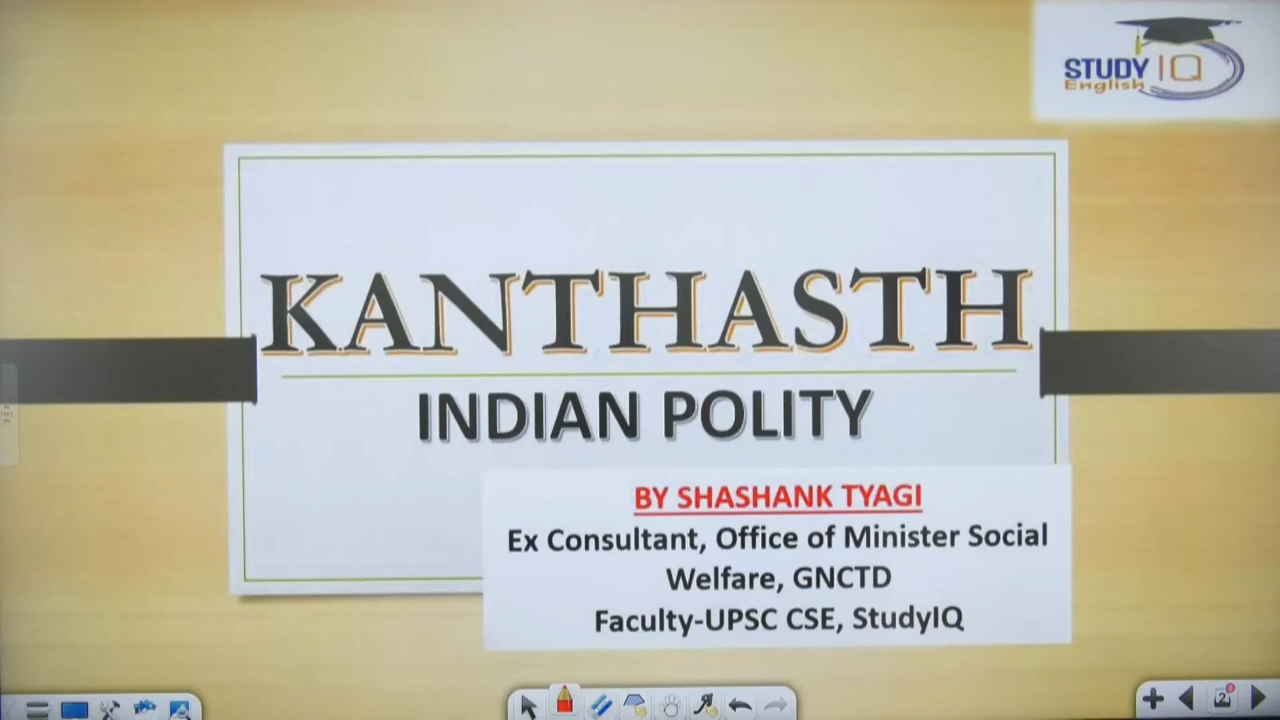 STUDY IQ
English
KANTHASTH
INDIAN POLITY
BY SHASHANK TYAGI
Ex Consultant, Office of Minister Social
Welfare, GNCTD
Faculty-UPSC CSE, StudyIQ
2